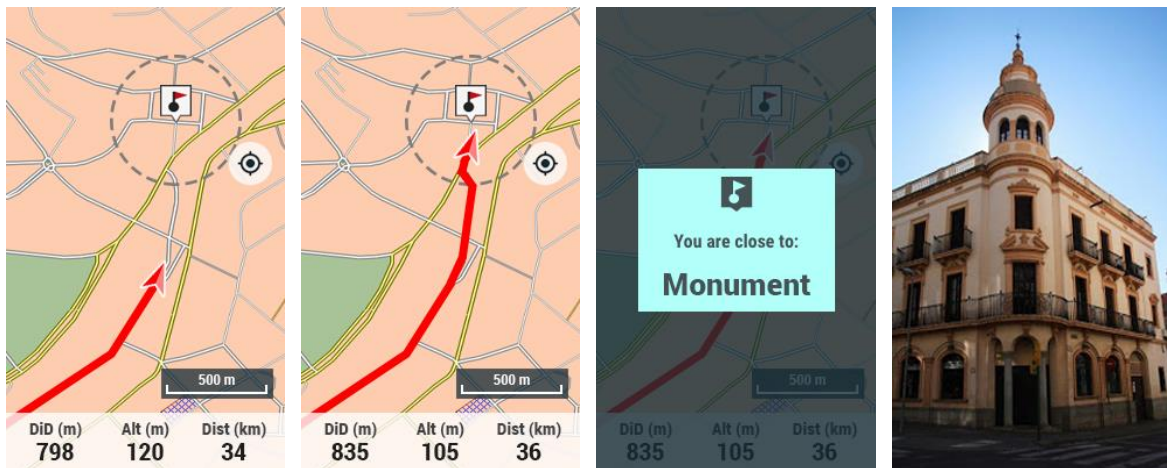 500 m
DiD (m) Alt (m) Dist (km)
798 120 34
500 m
DiD (m) Alt (m) Dist (km)
835 105 36
You are close to:
Monument
500 m
DiD (m) Alt (m) Dist (km)
835 105 36